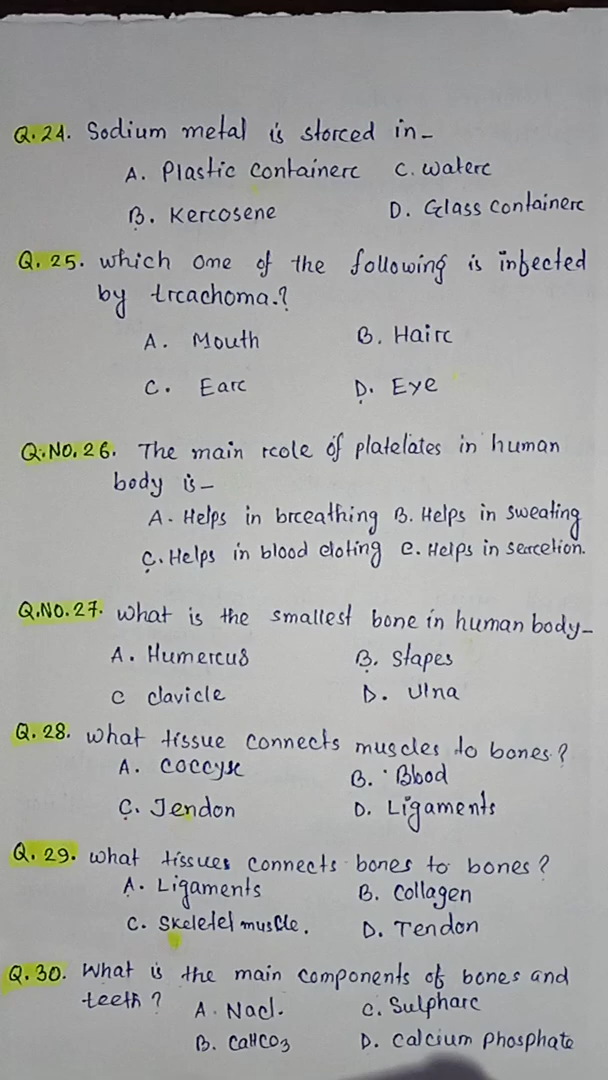 Q.24. Sodium metal is storced in-
A. Plastic containerc C. waterc
B. Kercosene D. Glass containerc
Q.25. which one of the following is infected
by trcachoma.?
A. Mouth B. Hairc
C. Earc D. Eye
Q.NO.26. The main rcole of platelates in human
body is-
A. Helps in brceathing B. Helps in sweating
C. Helps in blood cloting e. Helps in searcetion.
Q.NO.27. what is the smallest bone in human body-
A. Humercus B. stapes
C clavicle D. Ulna
Q.28. what tissue connects muscles to bones?
A. Coccyx B. Blood
C. Tendon D. Ligaments
Q.29. what tissues connects bones to bones?
A. Ligaments B. Collagen
C. Skeletel muscle. D. Tendon
Q.30. What is the main components of bones and
teeth? A. Nacl. C. Sulpharc
B. CaHCO3 D. Calcium Phosphate